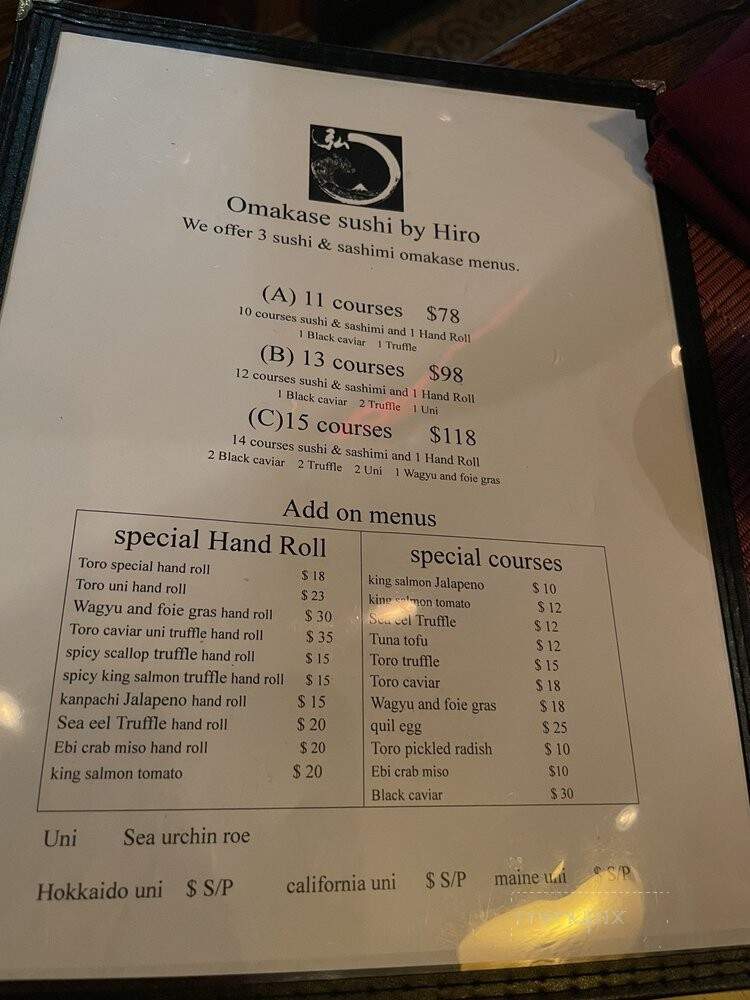 弘
Omakase sushi by Hiro
We offer 3 sushi & sashimi omakase menus.
(A) 11 courses $78
10 courses sushi & sashimi and 1 Hand Roll
1 Black caviar 1 Truffle
(B) 13 courses $98
12 courses sushi & sashimi and 1 Hand Roll
1 Black caviar 2 Truffle 1 Uni
(C)15 courses $118
14 courses sushi & sashimi and 1 Hand Roll
2 Black caviar 2 Truffle 2 Uni 1 Wagyu and foie gras
Add on menus
special Hand Roll
Toro special hand roll $ 18
Toro uni hand roll $ 23
Wagyu and foie gras hand roll $ 30
Toro caviar uni truffle hand roll $ 35
spicy scallop truffle hand roll $ 15
spicy king salmon truffle hand roll $ 15
kanpachi Jalapeno hand roll $ 15
Sea eel Truffle hand roll $ 20
Ebi crab miso hand roll $ 20
king salmon tomato $ 20
special courses
king salmon Jalapeno $ 10
king salmon tomato $ 12
Sea eel Truffle $ 12
Tuna tofu $ 12
Toro truffle $ 15
Toro caviar $ 18
Wagyu and foie gras $ 18
quil egg $ 25
Toro pickled radish $ 10
Ebi crab miso $10
Black caviar $ 30
Uni Sea urchin roe
Hokkaido uni $ S/P california uni $ S/P maine uni $ S/P
menupix